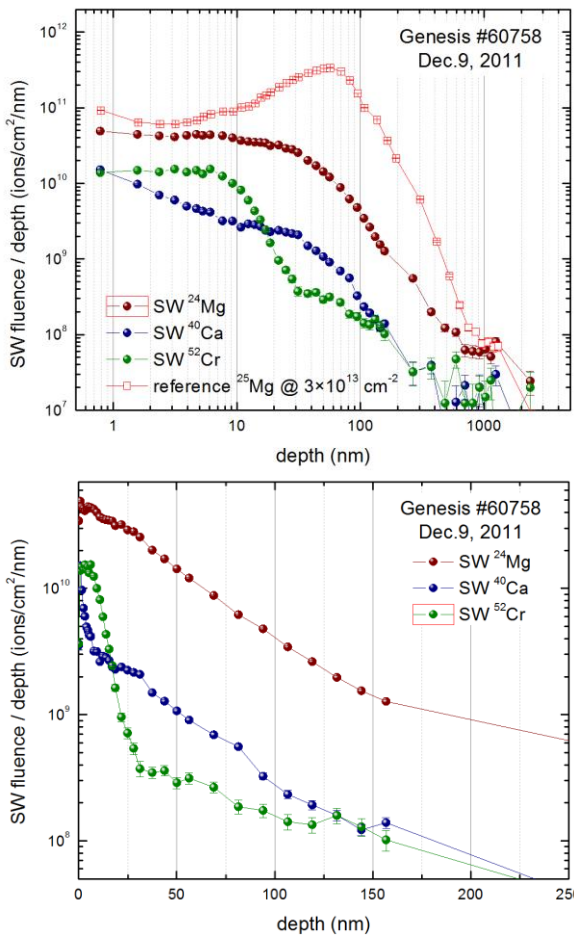 Genesis #60758
Dec.9, 2011
10¹²
10¹¹
10¹⁰
10⁹
10⁸
10⁷
SW fluence / depth (ions/cm²/nm)
SW ²⁴Mg
SW ⁴⁰Ca
SW ⁵²Cr
reference ²⁵Mg @ 3×10¹³ cm⁻²
1 10 100 1000
depth (nm)
Genesis #60758
Dec.9, 2011
SW ²⁴Mg
SW ⁴⁰Ca
SW ⁵²Cr
10¹⁰
10⁹
10⁸
SW fluence / depth (ions/cm²/nm)
0 50 100 150 200 250
depth (nm)